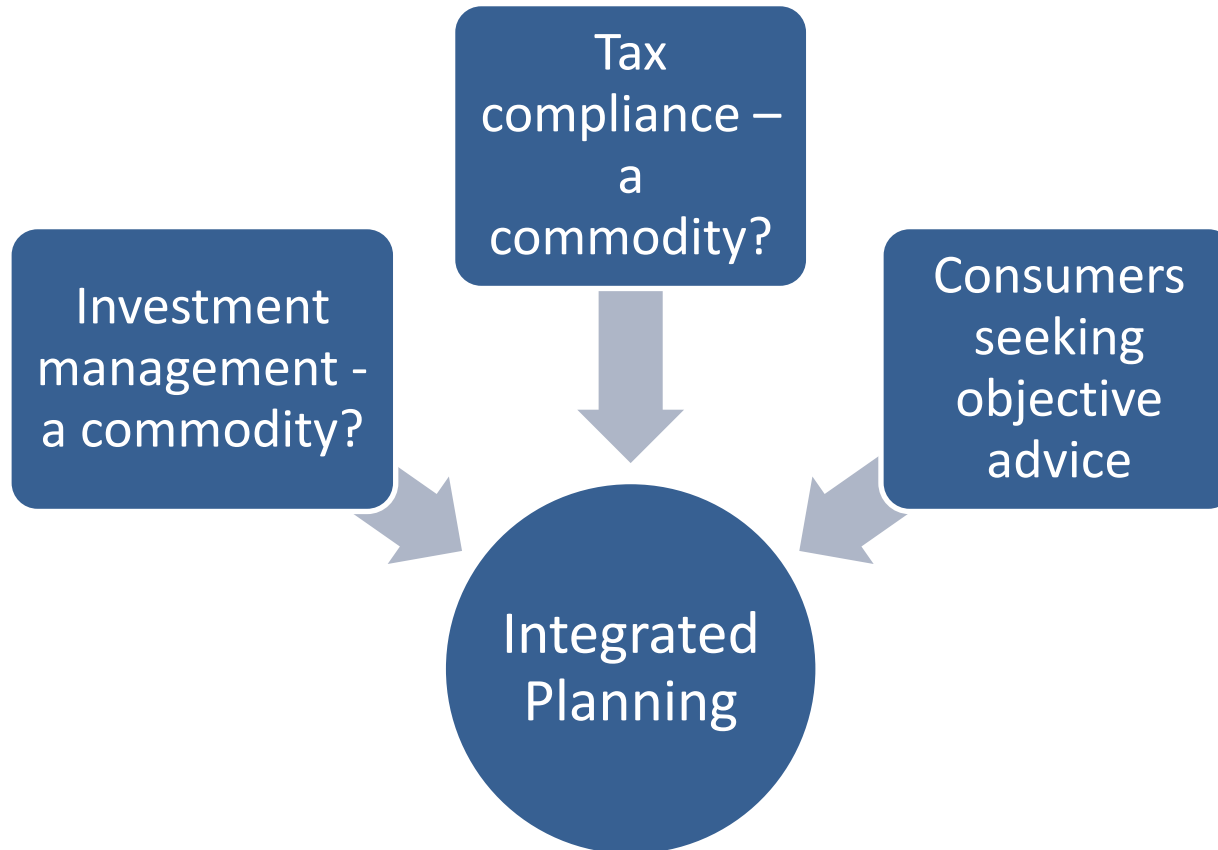 Tax
compliance –
a
commodity?
Investment
management -
a commodity?
Consumers
seeking
objective
advice
Integrated
Planning